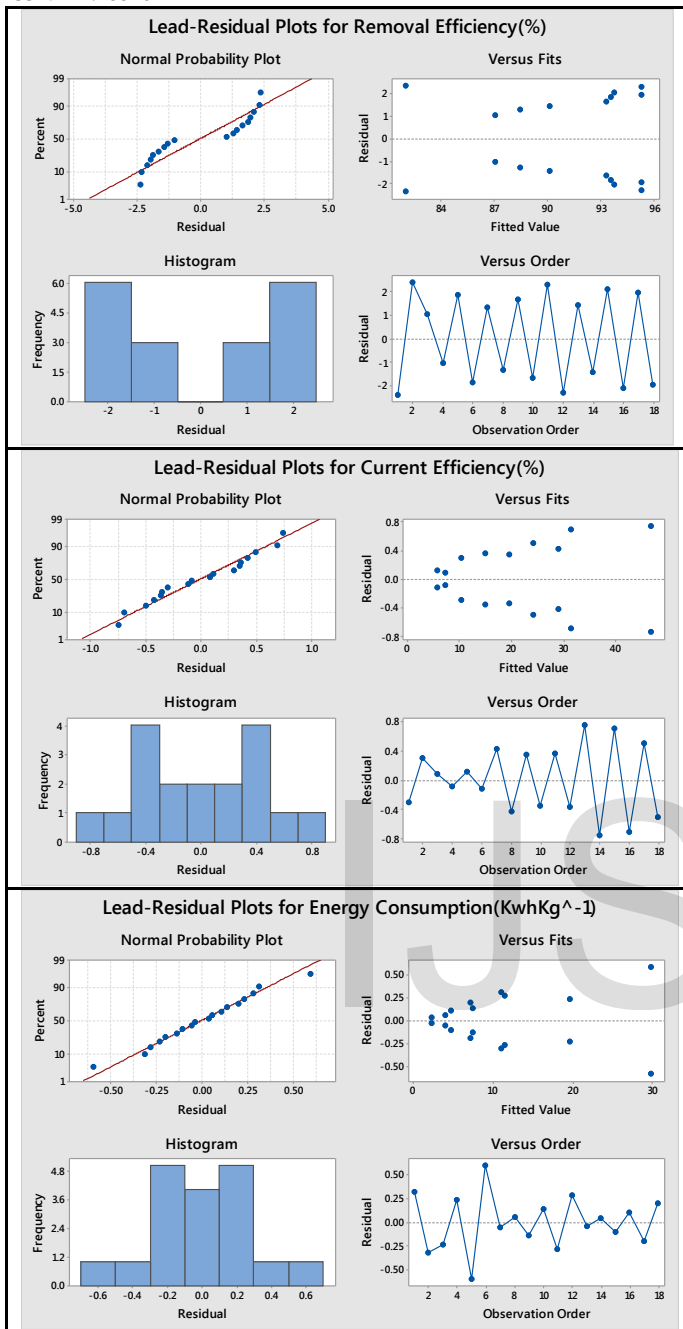 Lead-Residual Plots for Removal Efficiency(%)
Normal Probability Plot
Versus Fits
99
90
50
10
1
Percent
-5.0 -2.5 0.0 2.5 5.0
Residual
2
1
0
-1
-2
Residual
84 87 90 93 96
Fitted Value
Histogram
Versus Order
6.0
4.5
3.0
1.5
0.0
Frequency
-2 -1 0 1 2
Residual
2
1
0
-1
-2
Residual
2 4 6 8 10 12 14 16 18
Observation Order
Lead-Residual Plots for Current Efficiency(%)
Normal Probability Plot
Versus Fits
99
90
50
10
1
Percent
-1.0 -0.5 0.0 0.5 1.0
Residual
0.8
0.4
0.0
-0.4
-0.8
Residual
0 10 20 30 40
Fitted Value
Histogram
Versus Order
4
3
2
1
0
Frequency
-0.8 -0.4 0.0 0.4 0.8
Residual
0.8
0.4
0.0
-0.4
-0.8
Residual
2 4 6 8 10 12 14 16 18
Observation Order
Lead-Residual Plots for Energy Consumption(KwhKg^-1)
Normal Probability Plot
Versus Fits
99
90
50
10
1
Percent
-0.50 -0.25 0.00 0.25 0.50
Residual
0.50
0.25
0.00
-0.25
-0.50
Residual
0 10 20 30
Fitted Value
Histogram
Versus Order
4.8
3.6
2.4
1.2
0.0
Frequency
-0.6 -0.4 -0.2 0.0 0.2 0.4 0.6
Residual
0.50
0.25
0.00
-0.25
-0.50
Residual
2 4 6 8 10 12 14 16 18
Observation Order
IJS